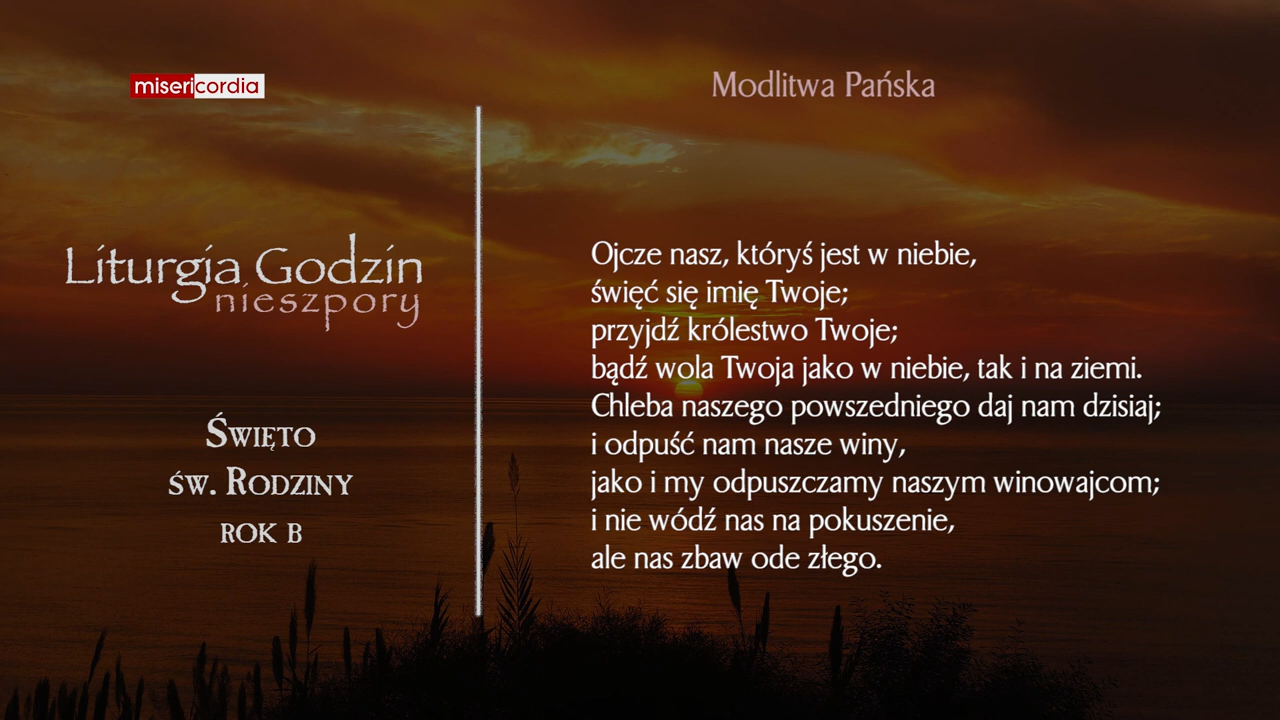 misericordia
Liturgia Godzin
nieszpory
Święto
św. Rodziny
rok B
Modlitwa Pańska
Ojcze nasz, któryś jest w niebie,
święć się imię Twoje;
przyjdź królestwo Twoje;
bądź wola Twoja jako w niebie, tak i na ziemi.
Chleba naszego powszedniego daj nam dzisiaj;
i odpuść nam nasze winy,
jako i my odpuszczamy naszym winowajcom;
i nie wódź nas na pokuszenie,
ale nas zbaw ode złego.